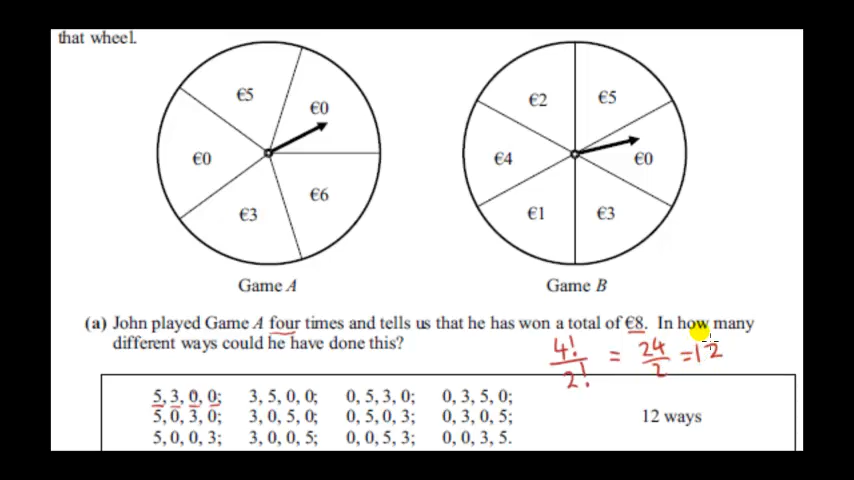 that wheel.
€5
€0
€0
€6
€3
Game A
€2
€5
€4
€0
€1
€3
Game B
(a) John played Game A four times and tells us that he has won a total of €8. In how many
different ways could he have done this?
4!/2! = 24/2 = 12
5, 3, 0, 0; 3, 5, 0, 0; 0, 5, 3, 0; 0, 3, 5, 0;
5, 0, 3, 0; 3, 0, 5, 0; 0, 5, 0, 3; 0, 3, 0, 5;
5, 0, 0, 3; 3, 0, 0, 5; 0, 0, 5, 3; 0, 0, 3, 5.
12 ways